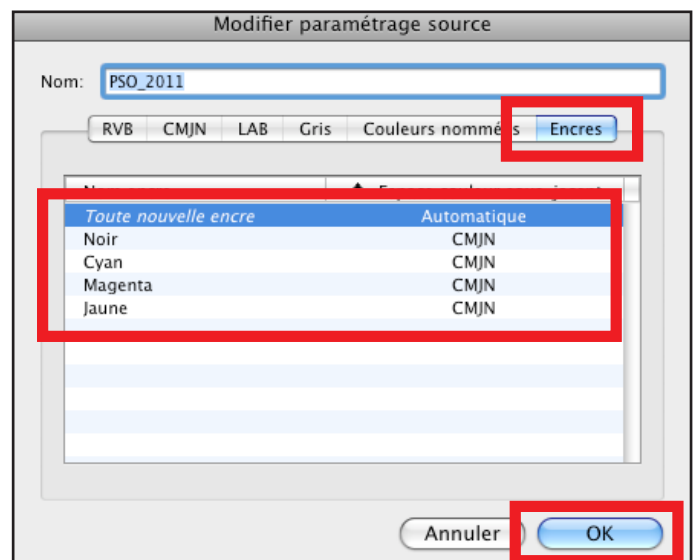 Modifier paramétrage source
Nom: PSO_2011
RVB CMJN LAB Gris Couleurs nommées Encres
Toute nouvelle encre Automatique
Noir CMJN
Cyan CMJN
Magenta CMJN
Jaune CMJN
Annuler OK